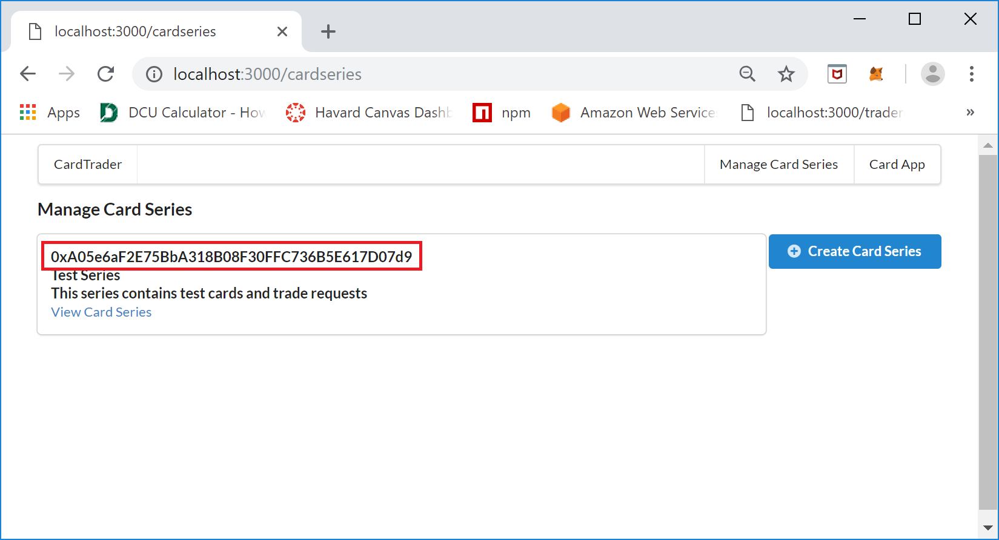 localhost:3000/cardseries
localhost:3000/cardseries
Apps DCU Calculator - How Havard Canvas Dashb npm Amazon Web Services localhost:3000/trader »
CardTrader Manage Card Series Card App
Manage Card Series
0xA05e6aF2E75BbA318B08F30FFC736B5E617D07d9
Create Card Series
Test Series
This series contains test cards and trade requests
View Card Series